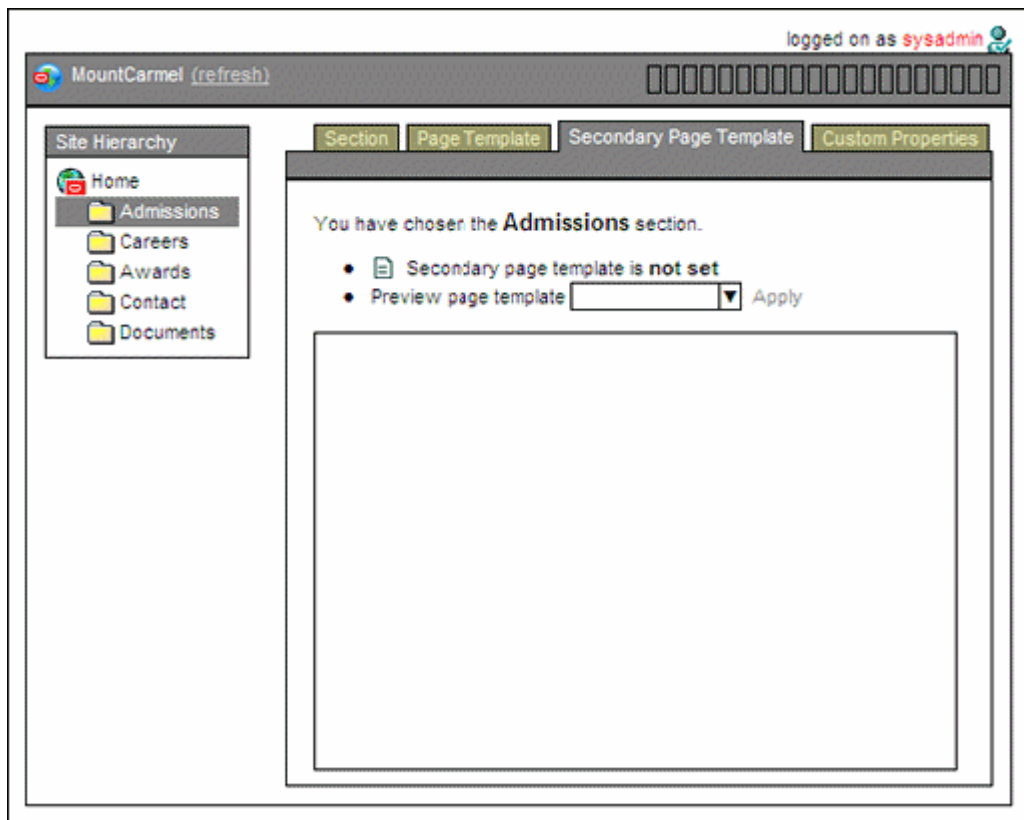 logged on as sysadmin
MountCarmel (refresh)
Site Hierarchy
Home
Admissions
Careers
Awards
Contact
Documents
Section
Page Template
Secondary Page Template
Custom Properties
You have chosen the Admissions section.
Secondary page template is not set
Preview page template
Apply